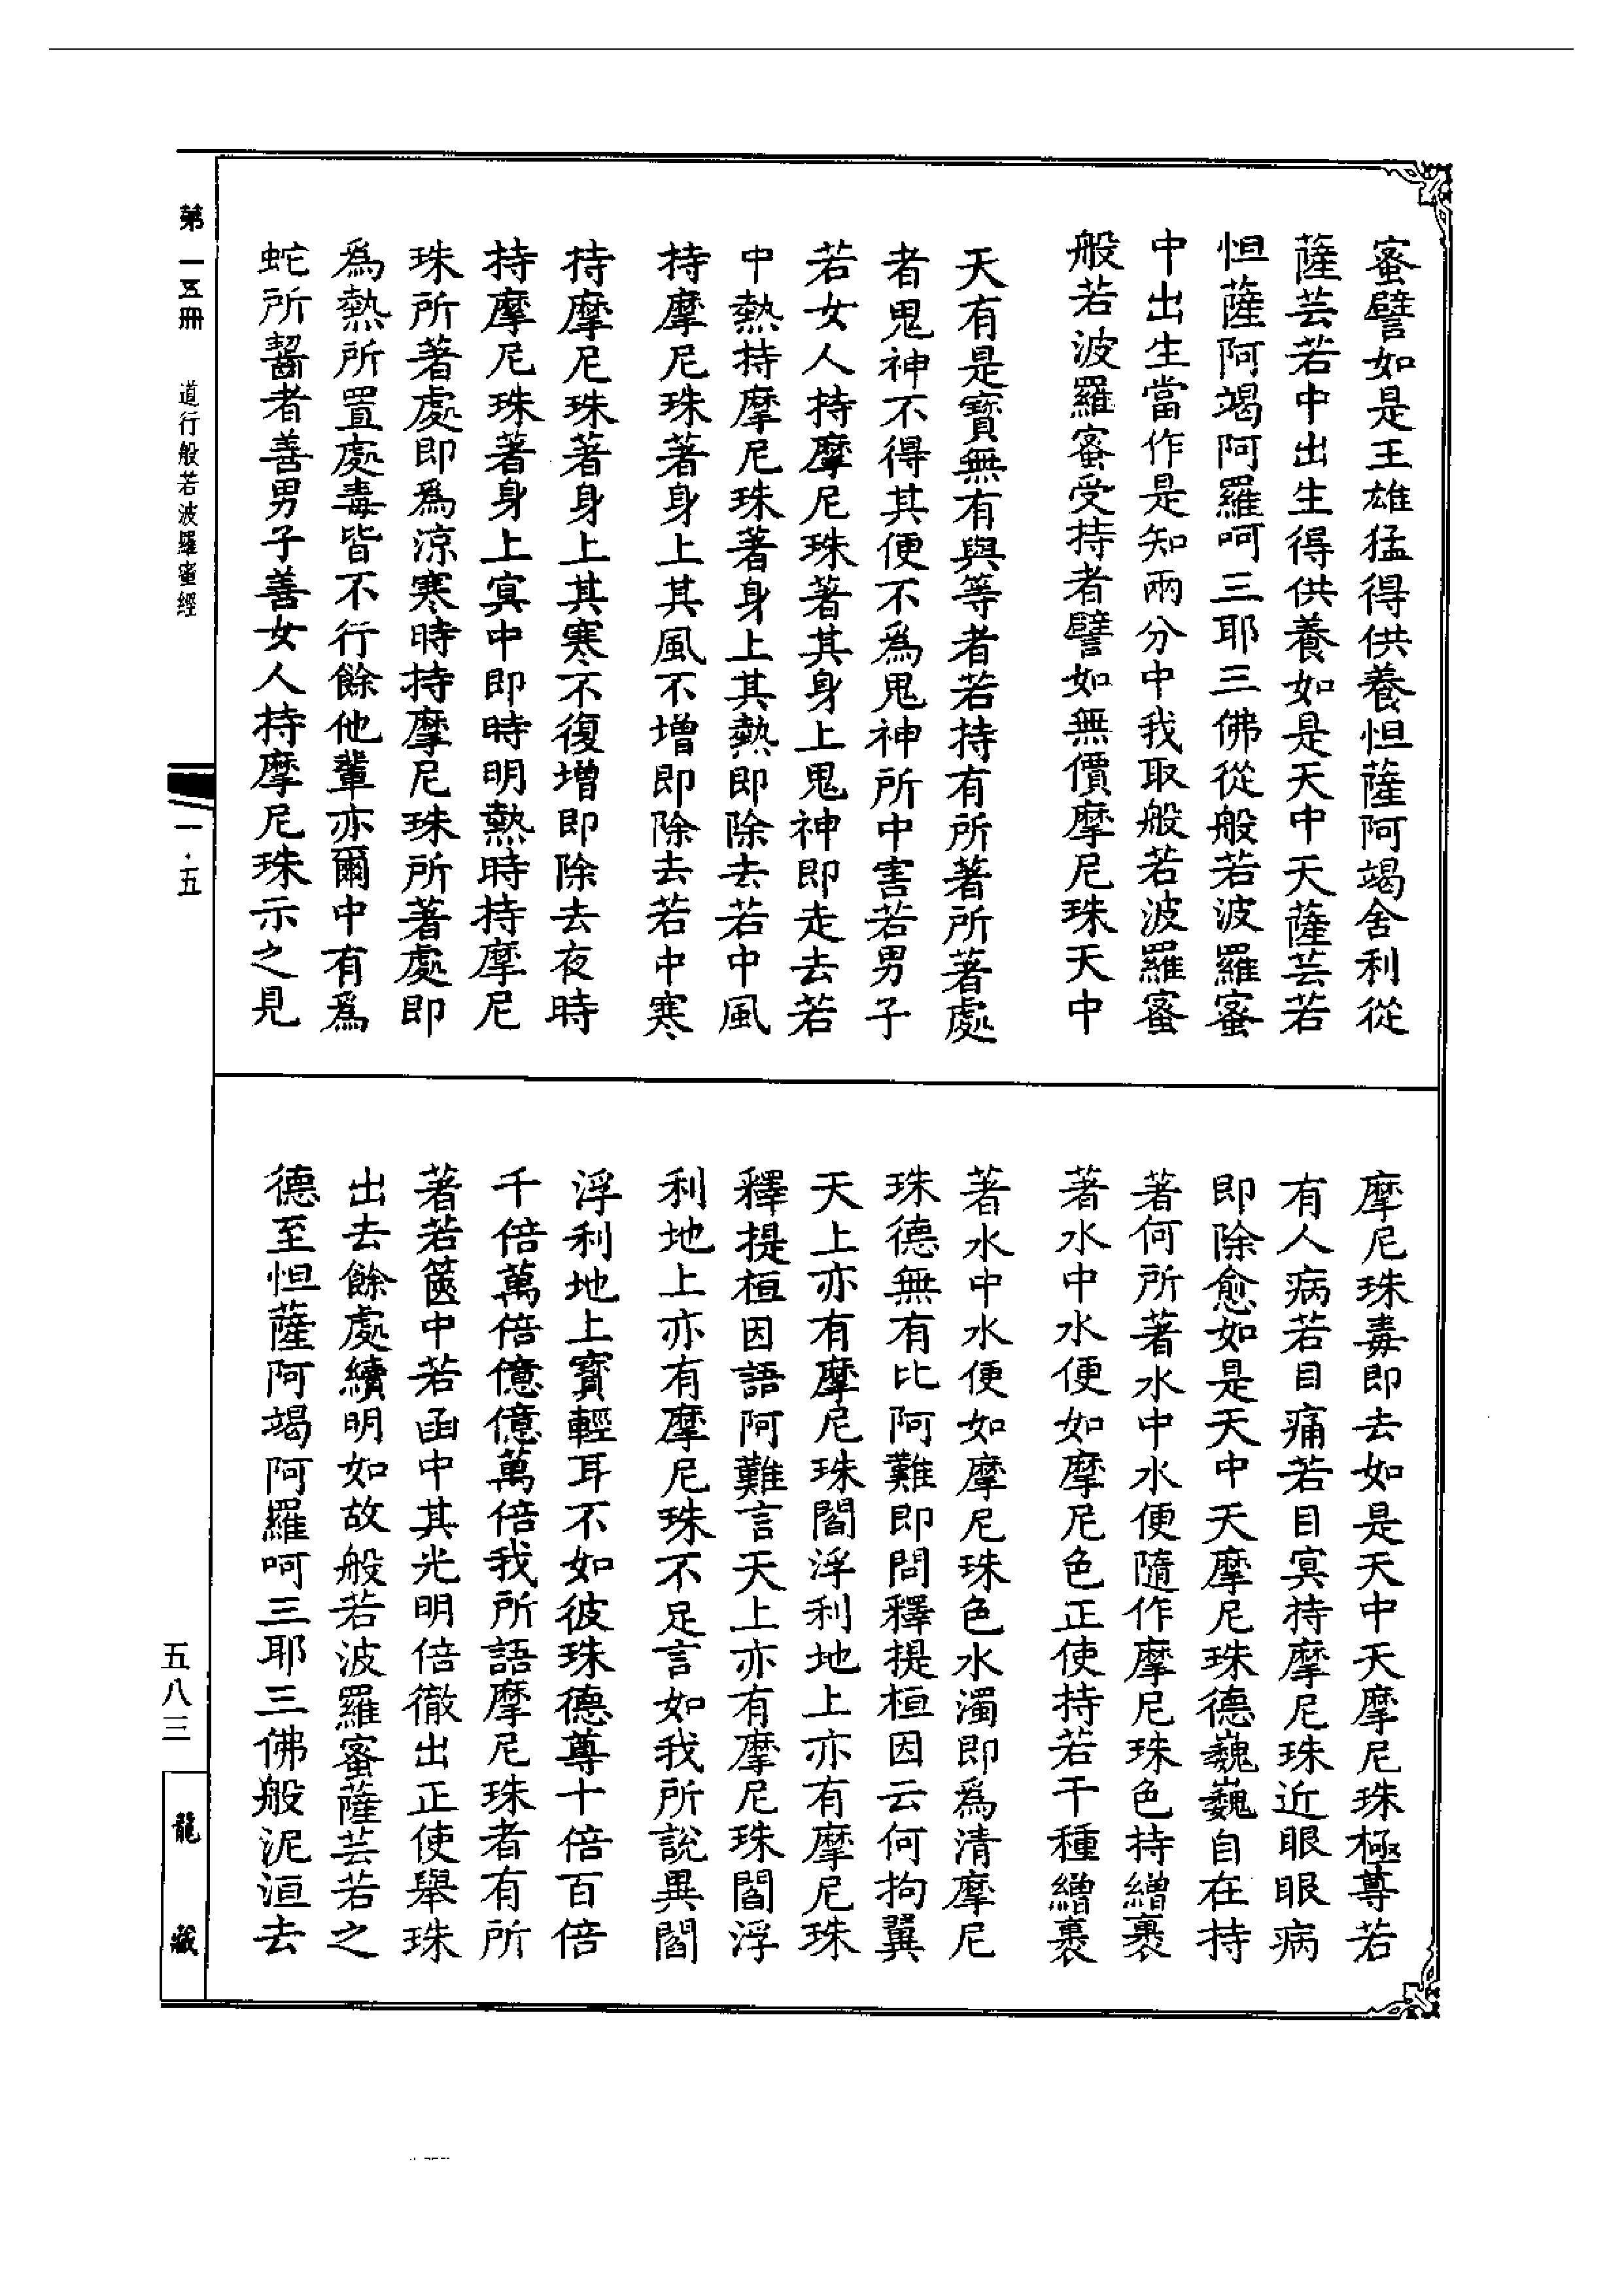 蜜譬如是王雄猛得供養怛薩阿竭舍利從
薩芸若中出生得供養如是天中天薩芸若
怛薩阿竭阿羅呵三耶三佛從般若波羅蜜
中出生當作是知兩分中我取般若波羅蜜
般若波羅蜜受持者譬如無價摩尼珠天中
天有是寶無有與等者若持有所著所著處
者鬼神不得其便不為鬼神所中害若男子
若女人持摩尼珠著其身上鬼神即走去若
中熱持摩尼珠著身上其熱即除去若中風
持摩尼珠著身上其風不增即除去若中寒
持摩尼珠著身上其寒不復增即除去夜時
持摩尼珠著身上冥中即時明熱時持摩尼
珠所著處即為涼寒時持摩尼珠所著處即
為熱所置處毒皆不行餘他輩亦爾中有為
蛇所齧者善男子善女人持摩尼珠示之見
摩尼珠毒即去如是天中天摩尼珠極尊若
有人病若目痛若目冥持摩尼珠近眼眼病
即除愈如是天中天摩尼珠德巍巍自在持
著何所著水中水便隨作摩尼珠色持繒裹
著水中水便如摩尼色正使持若干種繒裹
著水中水便如摩尼珠色水濁即為清摩尼
珠德無有比阿難即問釋提桓因云何拘翼
天上亦有摩尼珠閻浮利地上亦有摩尼珠
釋提桓因語阿難言天上亦有摩尼珠閻浮
利地上亦有摩尼珠不足言如我所說異閻
浮利地上寶輕耳不如彼珠德尊十倍百倍
千倍萬倍億億萬倍我所語摩尼珠者有所
著若篋中若函中其光明倍徹出正使舉珠
出去餘處續明如故般若波羅蜜薩芸若之
德至怛薩阿竭阿羅呵三耶三佛般泥洹去
第一五冊 道行般若波羅蜜經
一·五
五八三
龍藏